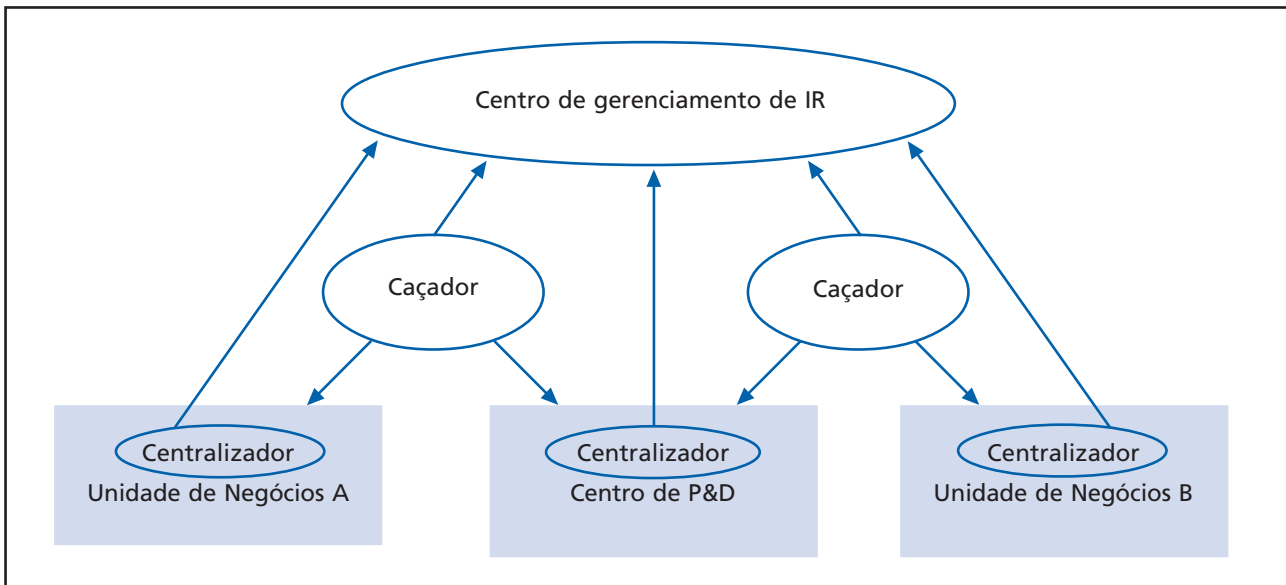 Centro de gerenciamento de IR
Caçador
Caçador
Centralizador
Unidade de Negócios A
Centralizador
Centro de P&D
Centralizador
Unidade de Negócios B